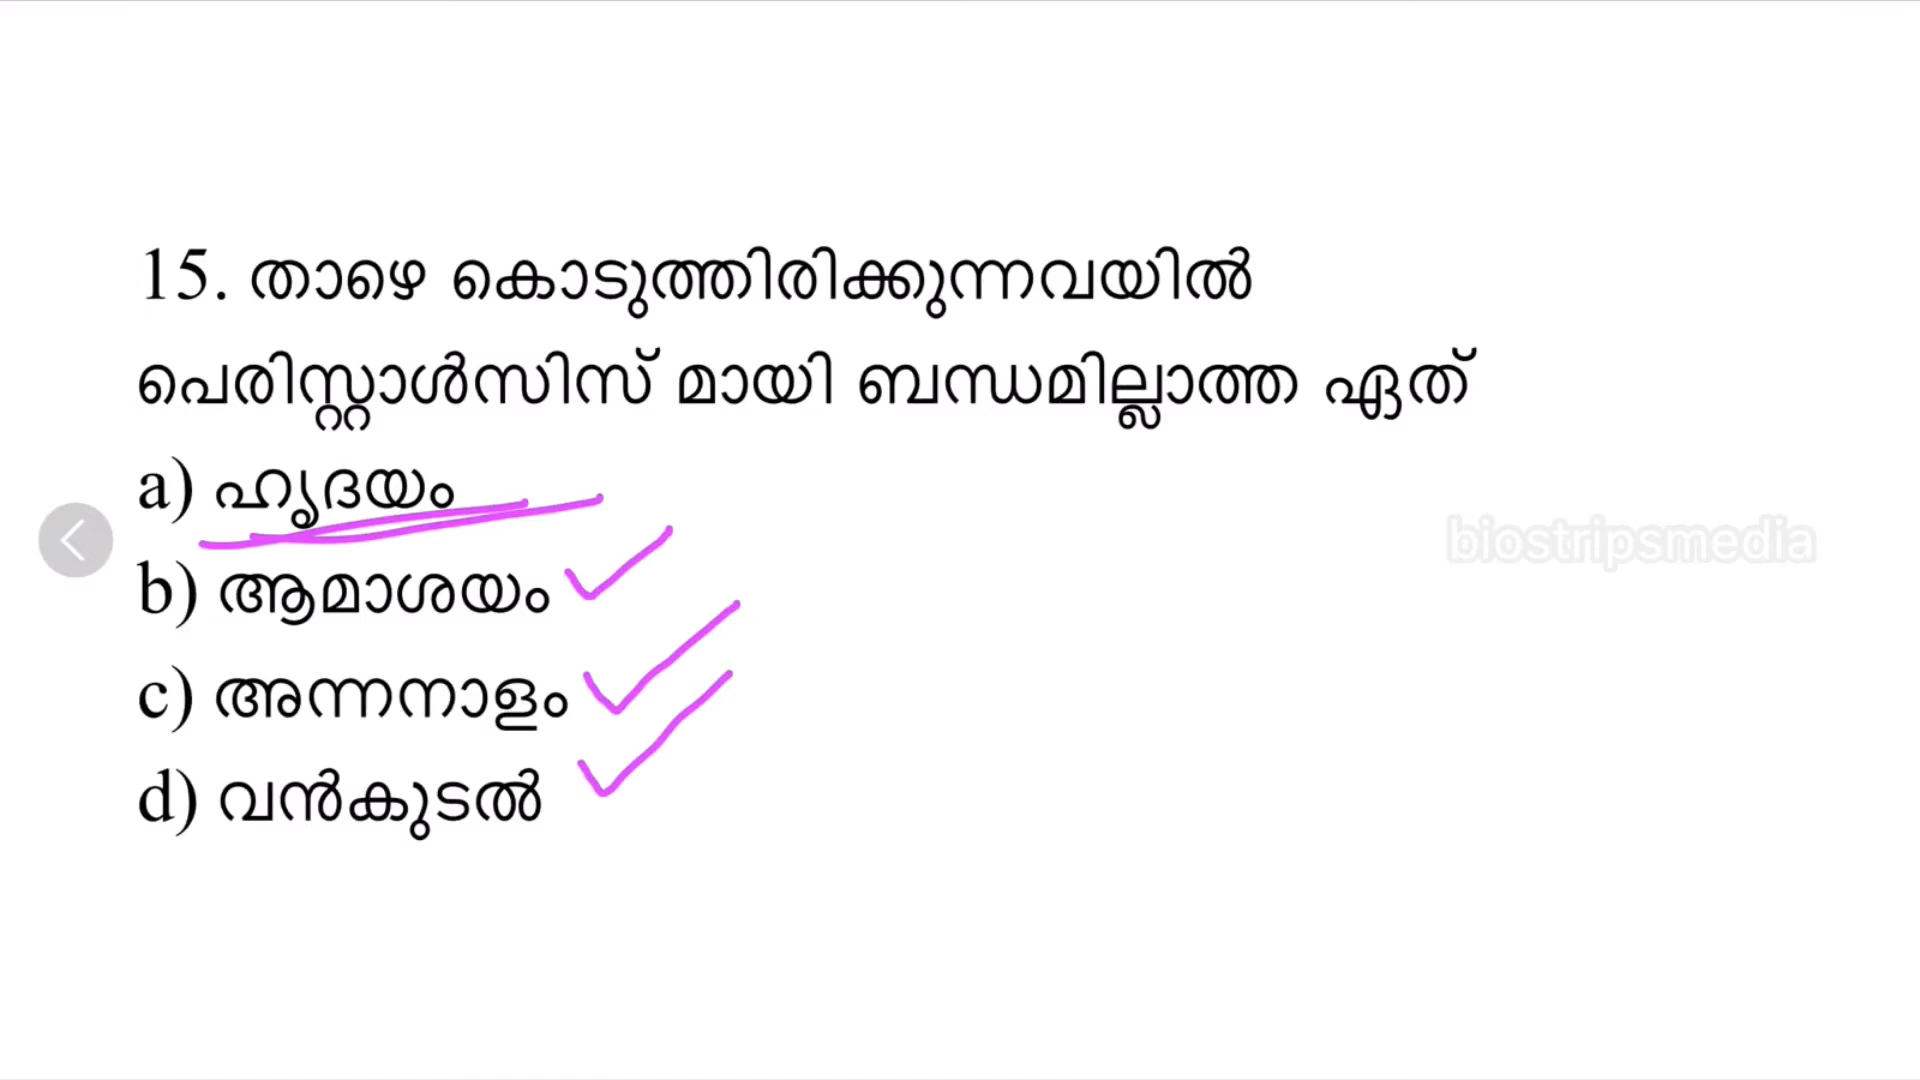 15. താഴെ കൊടുത്തിരിക്കുന്നവയിൽ
പെരിസ്റ്റാൾസിസ് മായി ബന്ധമില്ലാത്ത ഏത്
a) ഹൃദയം
b) ആമാശയം
biostripsmedia
c) അന്നനാളം
d) വൻകുടൽ